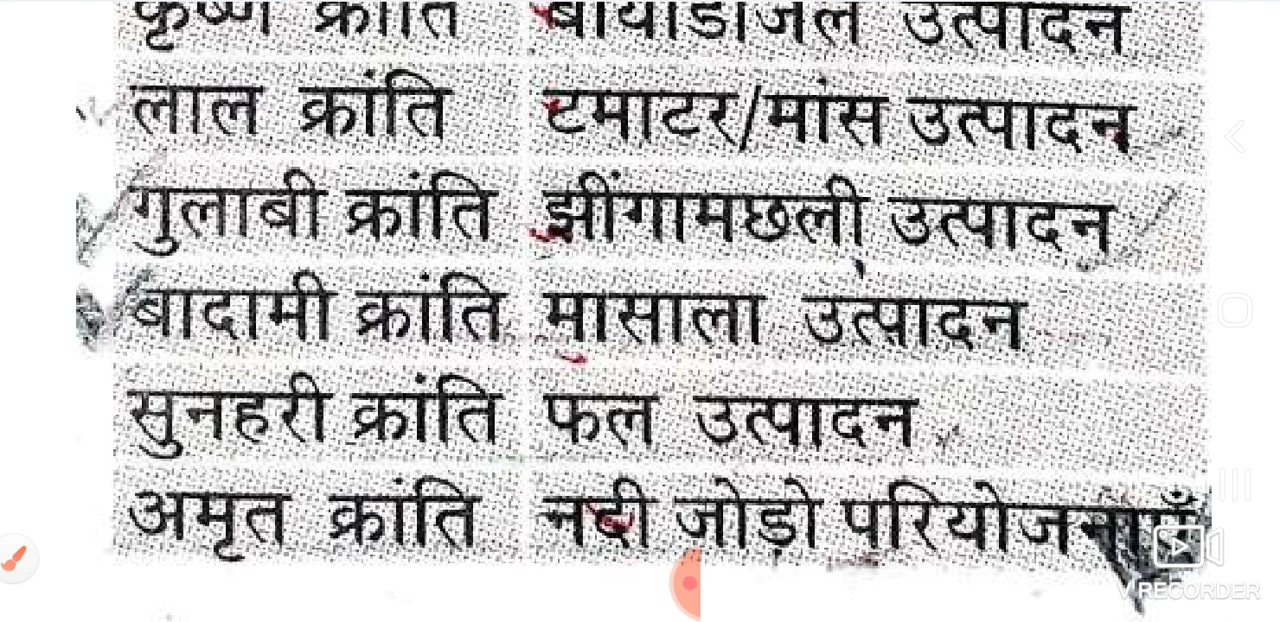 कृष्ण क्रांति बायोडीजल उत्पादन
लाल क्रांति टमाटर/मांस उत्पादन
गुलाबी क्रांति झींगामछली उत्पादन
बादामी क्रांति मासाला उत्पादन
सुनहरी क्रांति फल उत्पादन
अमृत क्रांति नदी जोड़ो परियोजनाएँ
VRECORDER